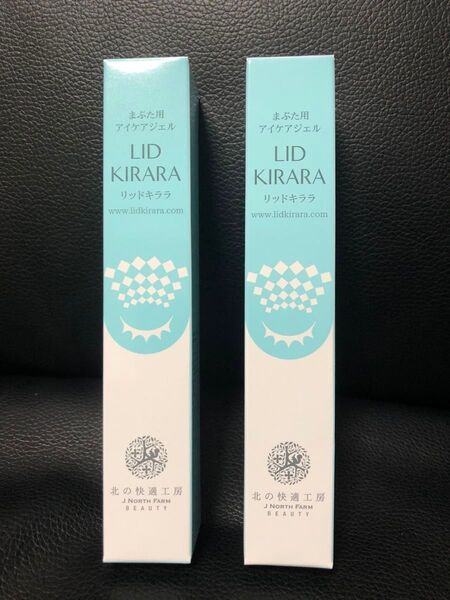 まぶた用
アイケアジェル
LID
KIRARA
リッドキララ
www.lidkirara.com
北の快適工房
J NORTH FARM
BEAUTY
まぶた用
アイケアジェル
LID
KIRARA
リッドキララ
www.lidkirara.com
北の快適工房
J NORTH FARM
BEAUTY